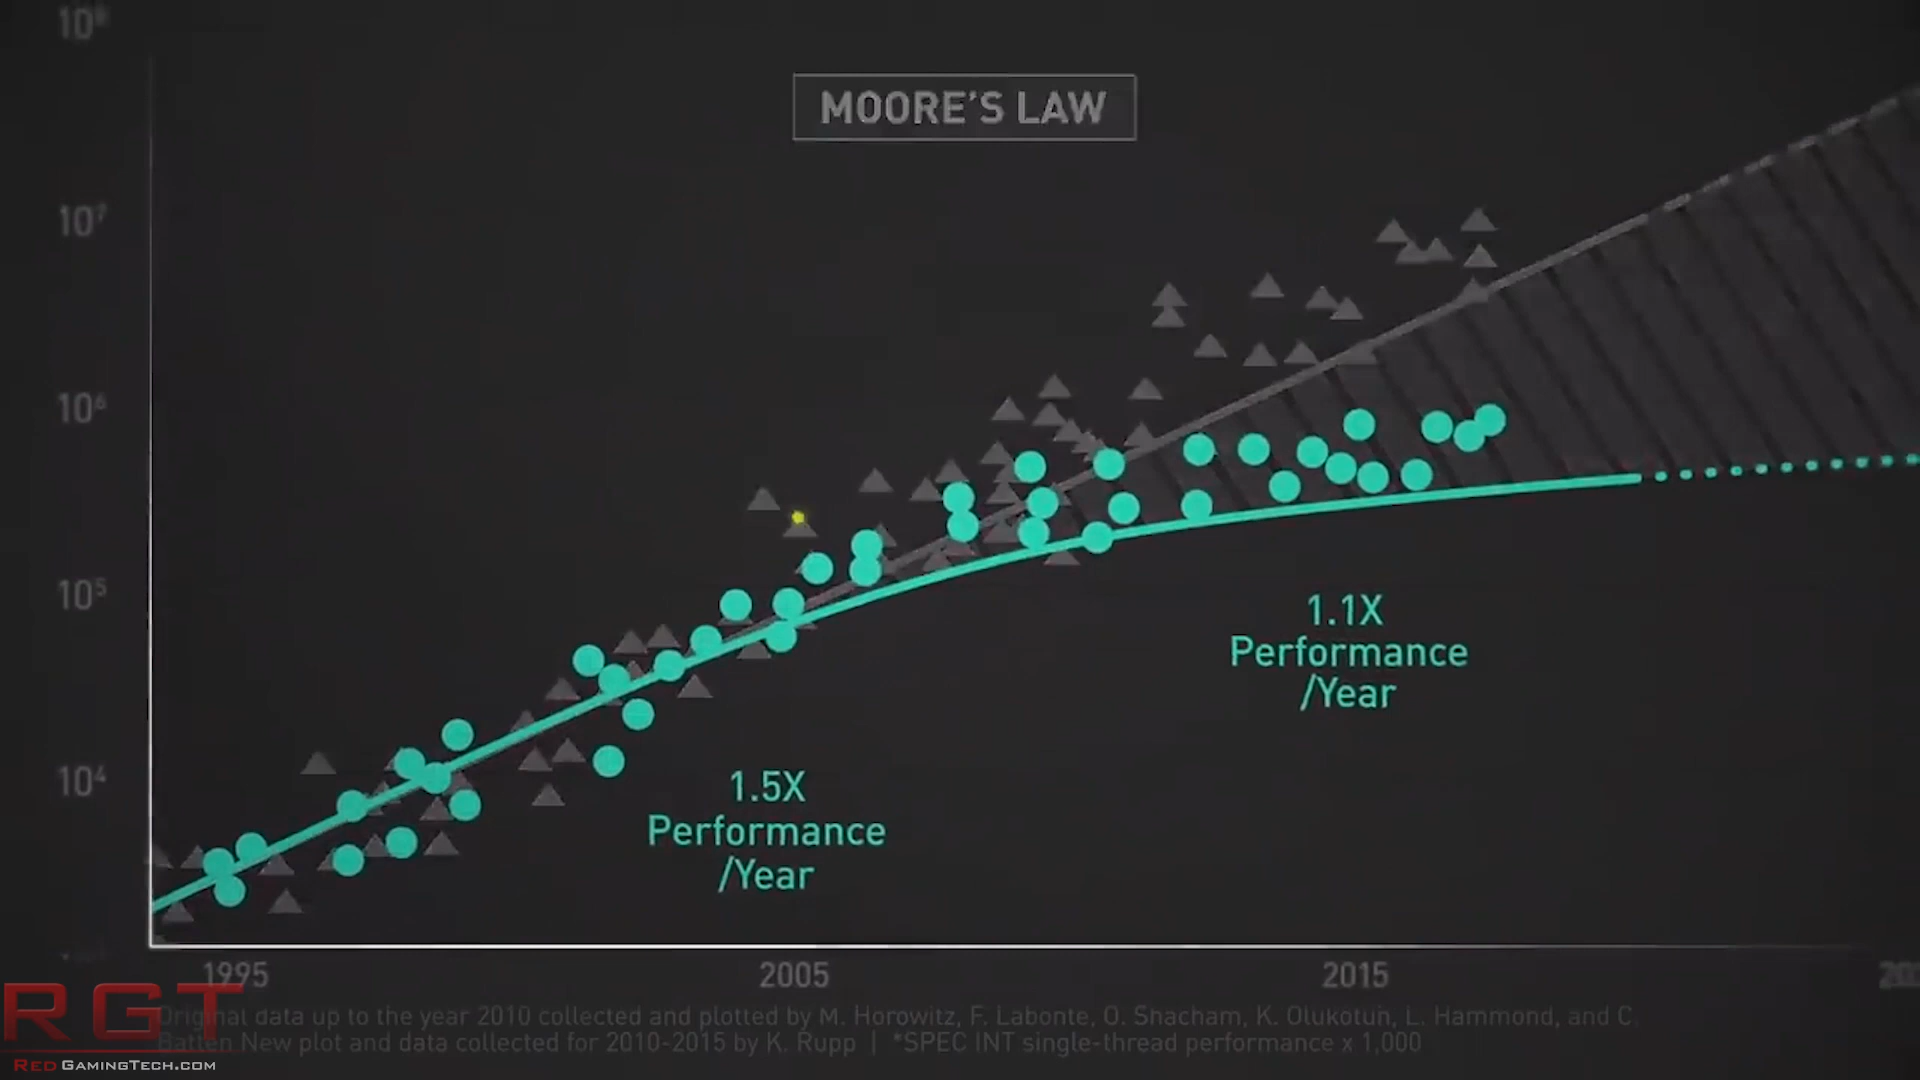 10⁸
MOORE'S LAW
10⁷
10⁶
10⁵
1.1X
Performance
/Year
10⁴
1.5X
Performance
/Year
1995
2005
2015
RGT
Original data up to the year 2010 collected and plotted by M. Horowitz, F. Labonte, O. Shacham, K. Olukotun, L. Hammond, and C.
Batten New plot and data collected for 2010-2015 by K. Rupp | *SPEC INT single-thread performance x 1,000
REDGAMINGTECH.COM